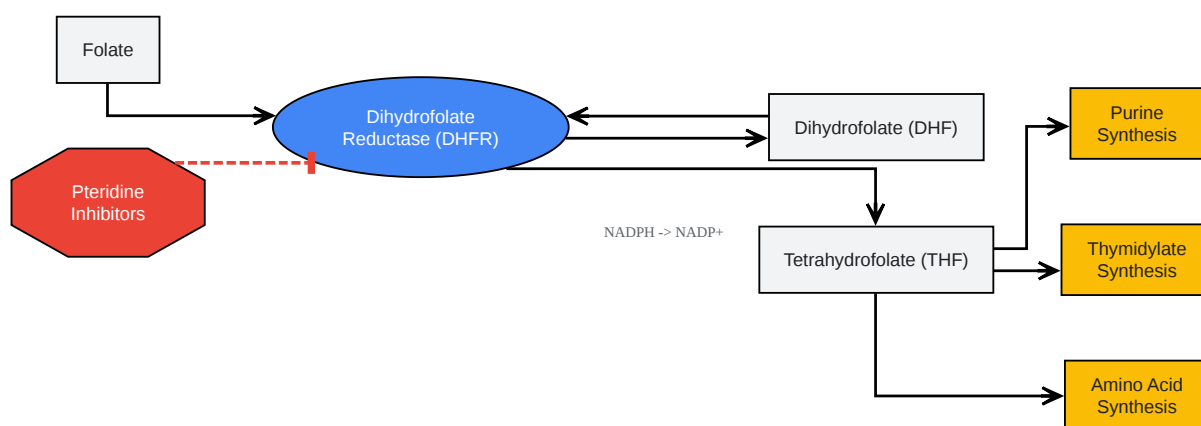 Folate
Dihydrofolate
Reductase (DHFR)
Dihydrofolate (DHF)
Purine
Synthesis
Pteridine
Inhibitors
NADPH -> NADP+
Tetrahydrofolate (THF)
Thymidylate
Synthesis
Amino Acid
Synthesis